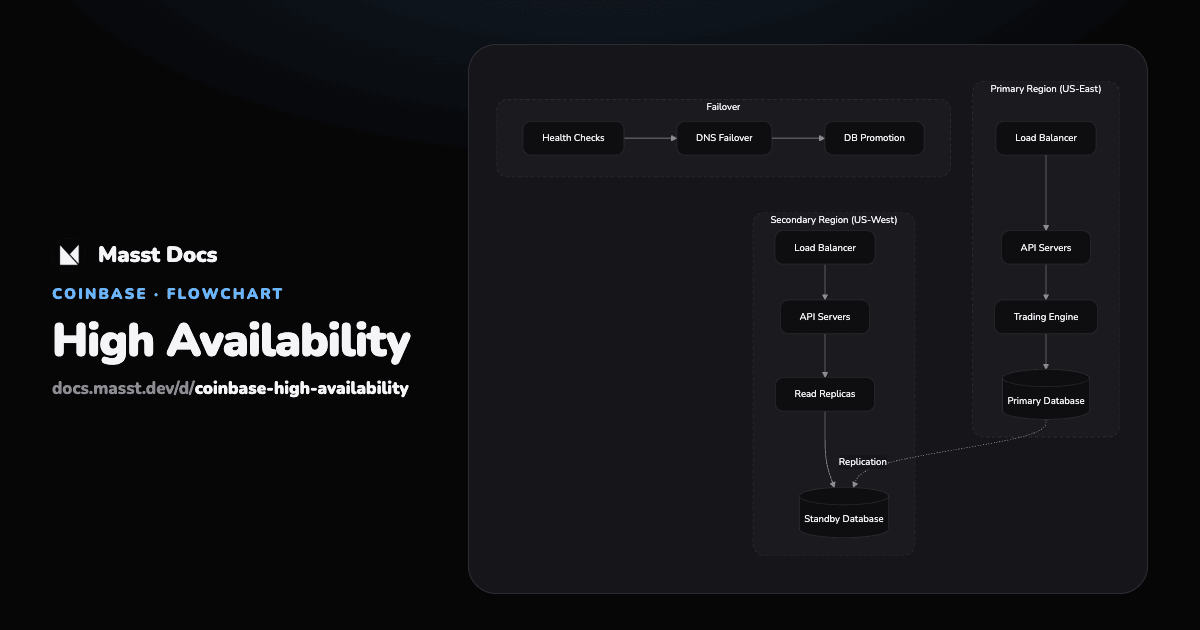 Masst Docs
COINBASE · FLOWCHART
High Availability
docs.masst.dev/d/coinbase-high-availability
Failover
Health Checks
DNS Failover
DB Promotion
Primary Region (US-East)
Load Balancer
API Servers
Trading Engine
Primary Database
Secondary Region (US-West)
Load Balancer
API Servers
Read Replicas
Replication
Standby Database